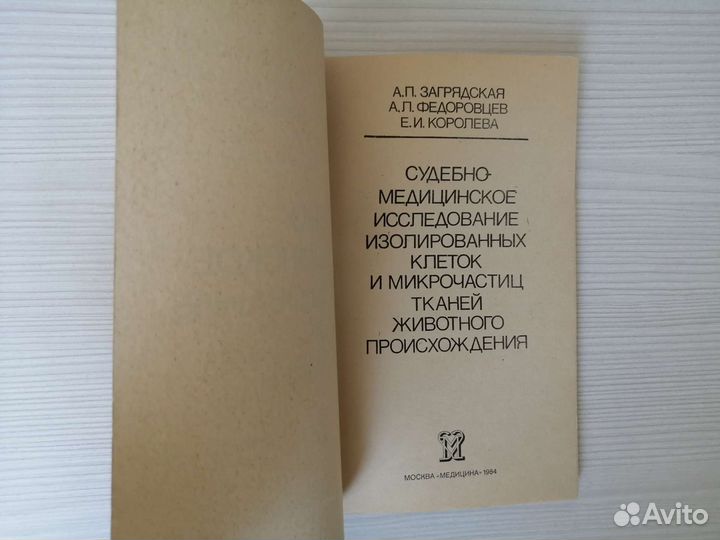 А.П. ЗАГРЯДСКАЯ
А.Л. ФЕДОРОВЦЕВ
Е.И. КОРОЛЕВА
СУДЕБНО-
МЕДИЦИНСКОЕ
ИССЛЕДОВАНИЕ
ИЗОЛИРОВАННЫХ
КЛЕТОК
И МИКРОЧАСТИЦ
ТКАНЕЙ
ЖИВОТНОГО
ПРОИСХОЖДЕНИЯ
М
МОСКВА «МЕДИЦИНА» 1984
Avito